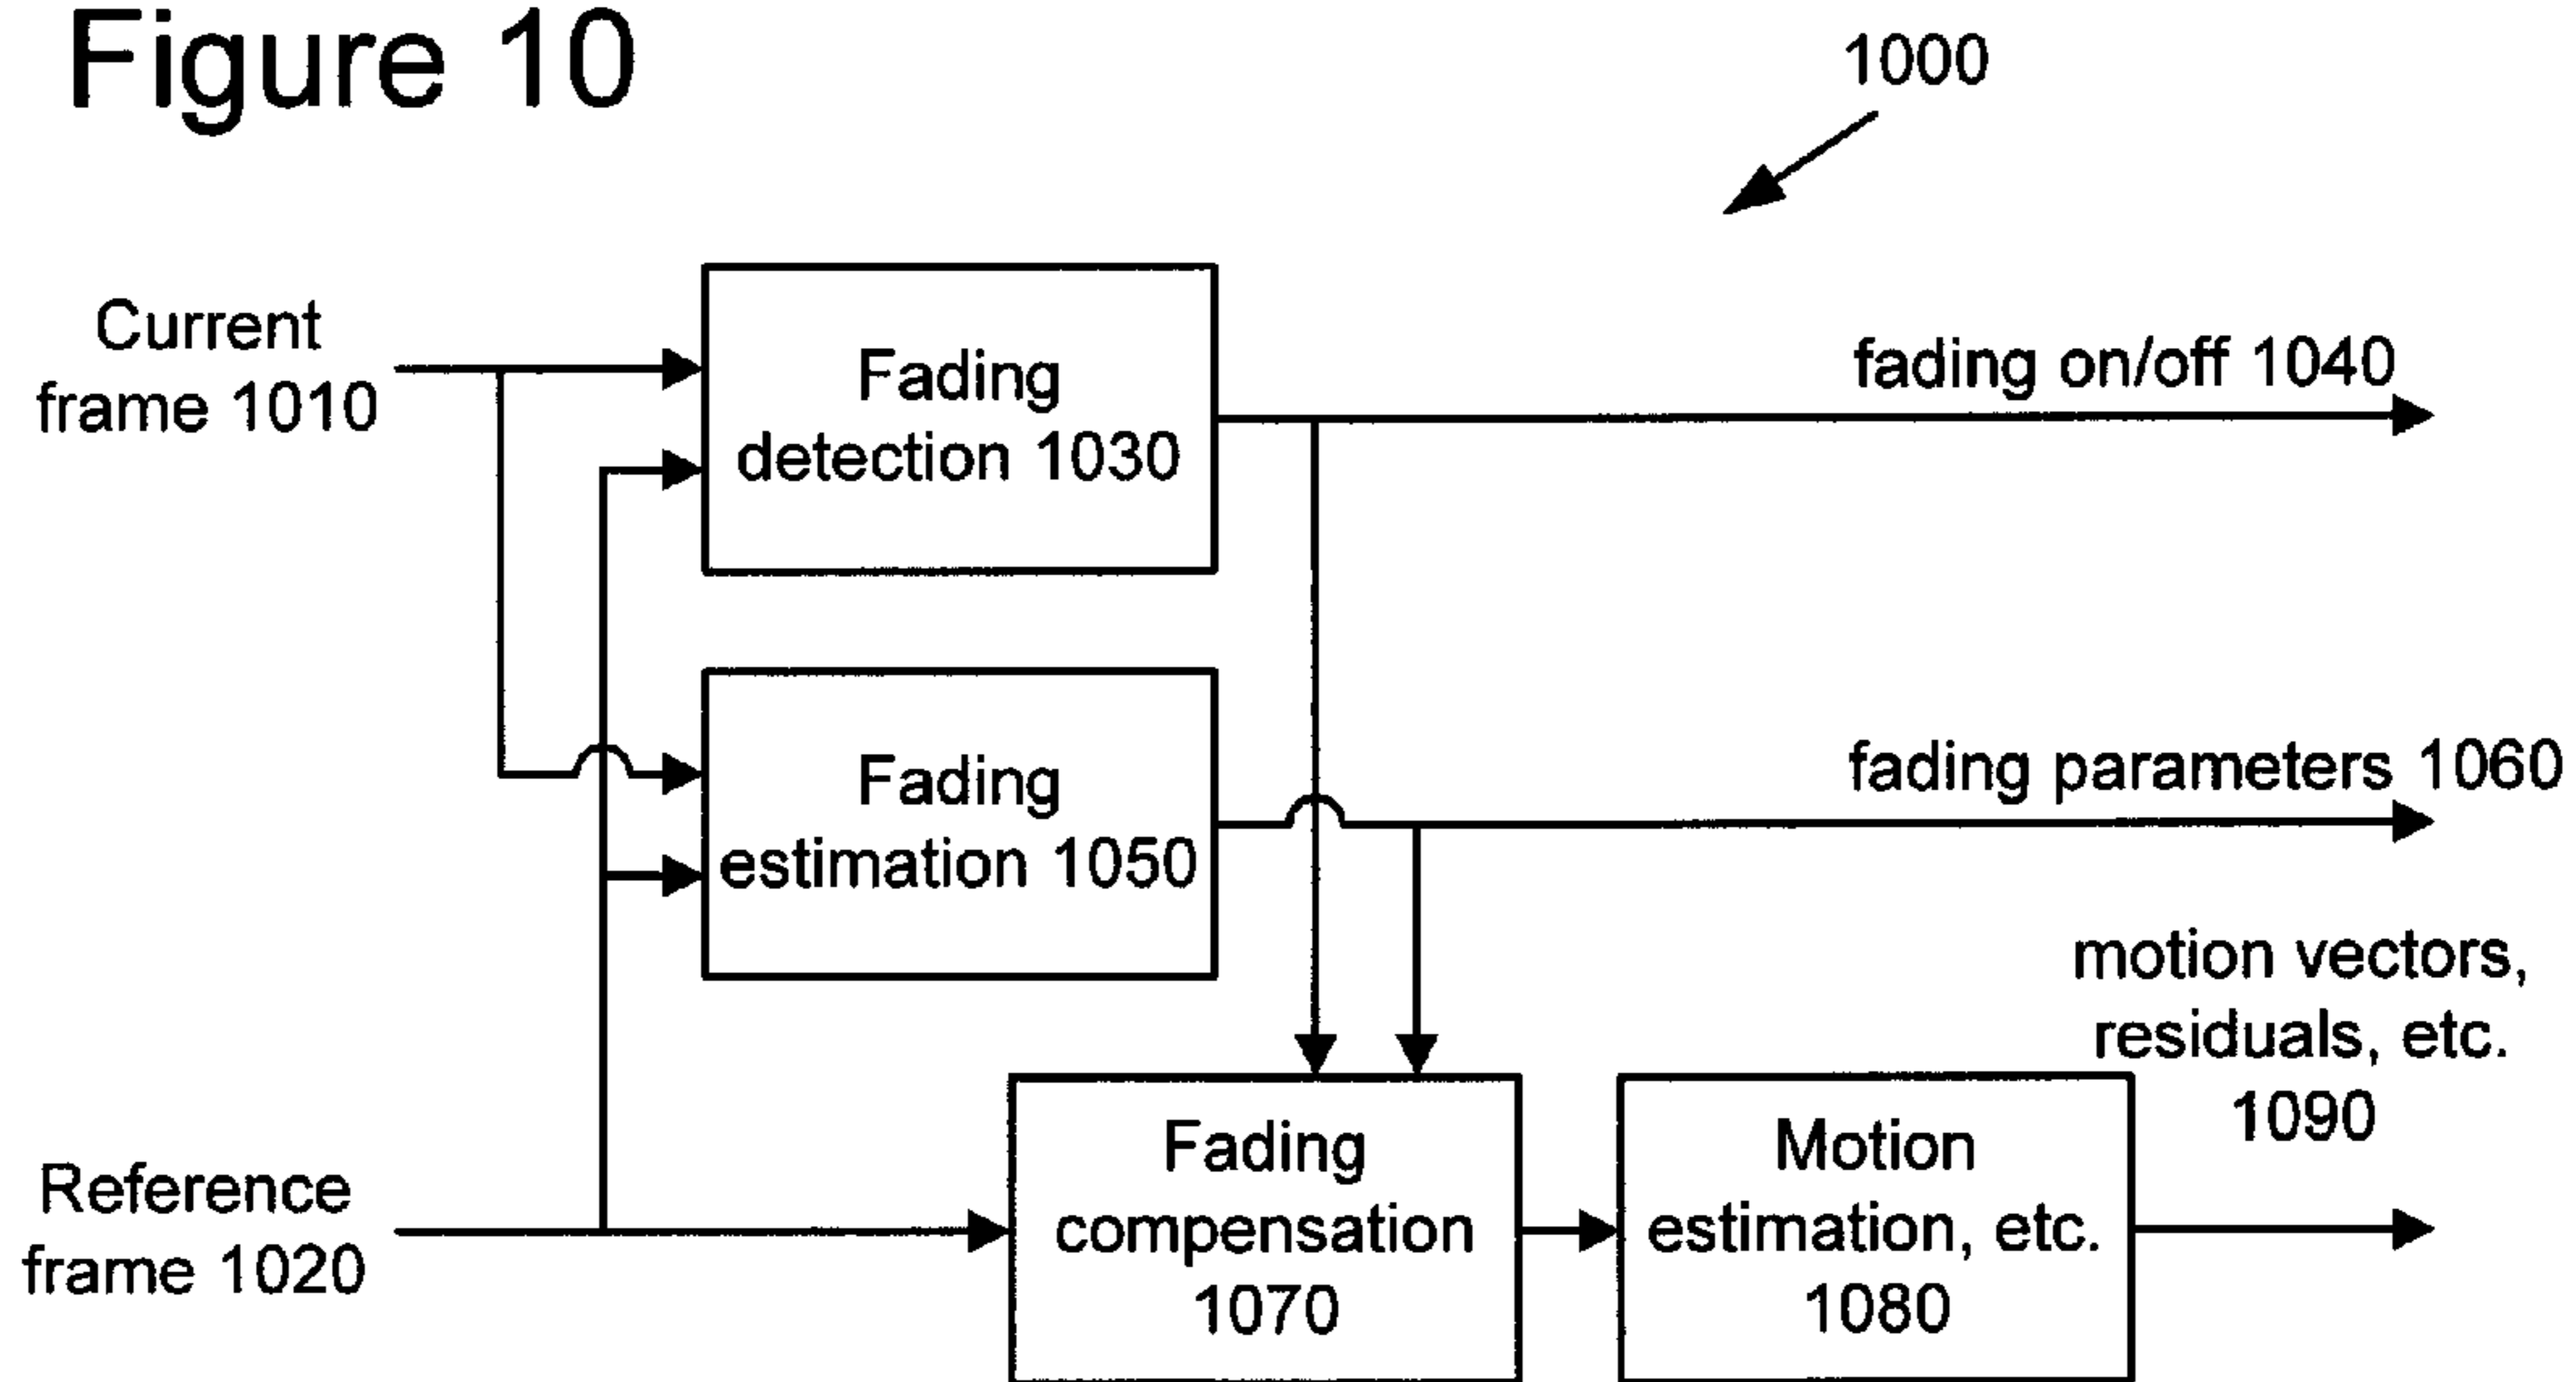 Figure 10
1000
Current
frame 1010
Fading
detection 1030
fading on/off 1040
Fading
estimation 1050
fading parameters 1060
motion vectors,
residuals, etc.
1090
Reference
frame 1020
Fading
compensation
1070
Motion
estimation, etc.
1080